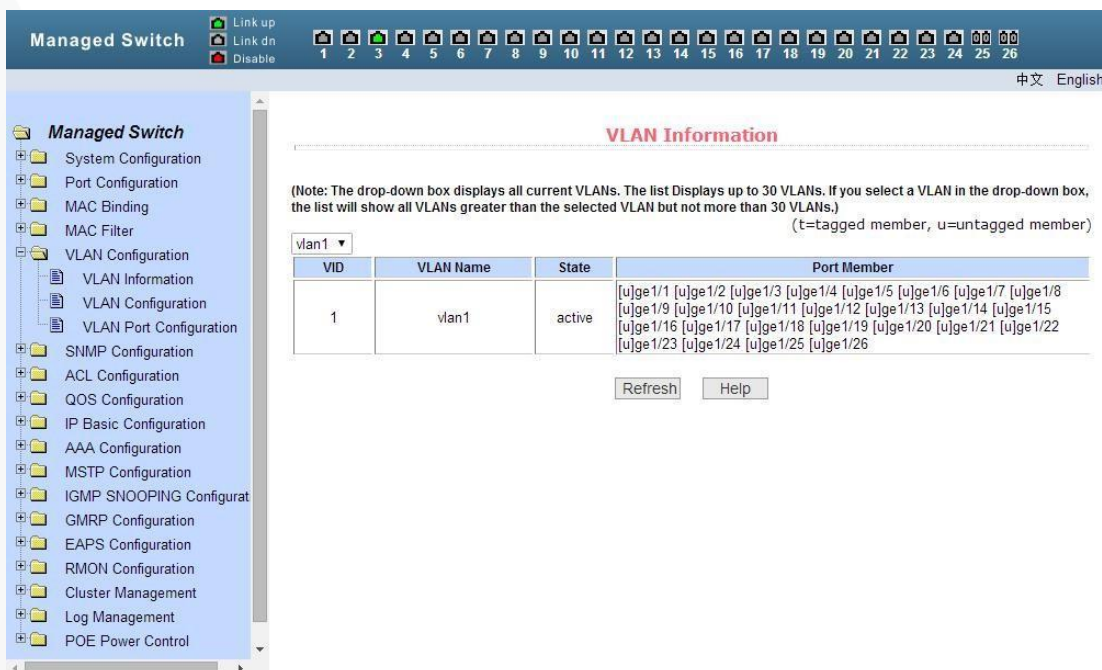 Managed Switch
Link up
Link dn
Disable
1 2 3 4 5 6 7 8 9 10 11 12 13 14 15 16 17 18 19 20 21 22 23 24 25 26
中文 English
Managed Switch
System Configuration
Port Configuration
MAC Binding
MAC Filter
VLAN Configuration
VLAN Information
VLAN Configuration
VLAN Port Configuration
SNMP Configuration
ACL Configuration
QOS Configuration
IP Basic Configuration
AAA Configuration
MSTP Configuration
IGMP SNOOPING Configurat
GMRP Configuration
EAPS Configuration
RMON Configuration
Cluster Management
Log Management
POE Power Control
VLAN Information
(Note: The drop-down box displays all current VLANs. The list Displays up to 30 VLANs. If you select a VLAN in the drop-down box,
the list will show all VLANs greater than the selected VLAN but not more than 30 VLANs.)
(t=tagged member, u=untagged member)
vlan1
VID VLAN Name State Port Member
1 vlan1 active
[u]ge1/1 [u]ge1/2 [u]ge1/3 [u]ge1/4 [u]ge1/5 [u]ge1/6 [u]ge1/7 [u]ge1/8
[u]ge1/9 [u]ge1/10 [u]ge1/11 [u]ge1/12 [u]ge1/13 [u]ge1/14 [u]ge1/15
[u]ge1/16 [u]ge1/17 [u]ge1/18 [u]ge1/19 [u]ge1/20 [u]ge1/21 [u]ge1/22
[u]ge1/23 [u]ge1/24 [u]ge1/25 [u]ge1/26
Refresh Help